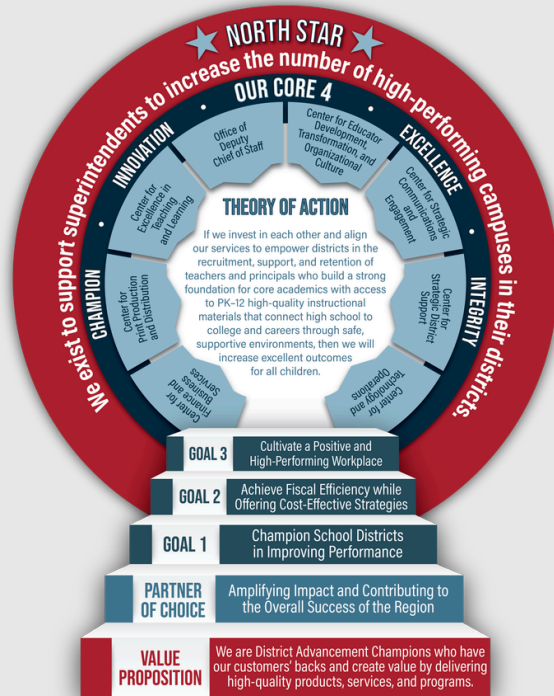 NORTH STAR
We exist to support superintendents to increase the number of high-performing campuses in their districts.
OUR CORE 4
CHAMPION
INNOVATION
EXCELLENCE
INTEGRITY
Center for
Finance and
Business
Services
Center for
Print Production
and Distribution
Center for
Excellence in
Teaching
and Learning
Office of
Deputy
Chief of Staff
Center for Educator
Development,
Transformation, and
Organizational
Culture
Center for Strategic
Communications
and
Engagement
Center for
Strategic District
Support
Center for
Technology and
Operations
THEORY OF ACTION
If we invest in each other and align
our services to empower districts in the
recruitment, support, and retention of
teachers and principals who build a strong
foundation for core academics with access
to PK–12 high-quality instructional
materials that connect high school to
college and careers through safe,
supportive environments, then we will
increase excellent outcomes
for all children.
GOAL 3
Cultivate a Positive and
High-Performing Workplace
GOAL 2
Achieve Fiscal Efficiency while
Offering Cost-Effective Strategies
GOAL 1
Champion School Districts
in Improving Performance
PARTNER
OF CHOICE
Amplifying Impact and Contributing to
the Overall Success of the Region
VALUE
PROPOSITION
We are District Advancement Champions who have
our customers' backs and create value by delivering
high-quality products, services, and programs.